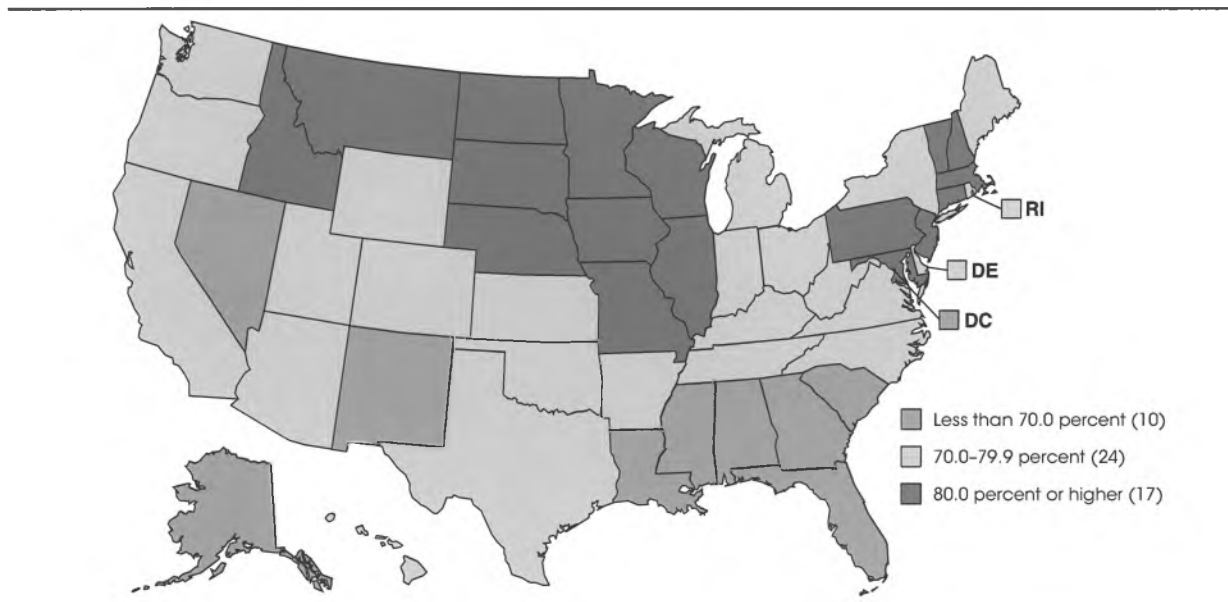 RI
DE
DC
Less than 70.0 percent (10)
70.0–79.9 percent (24)
80.0 percent or higher (17)